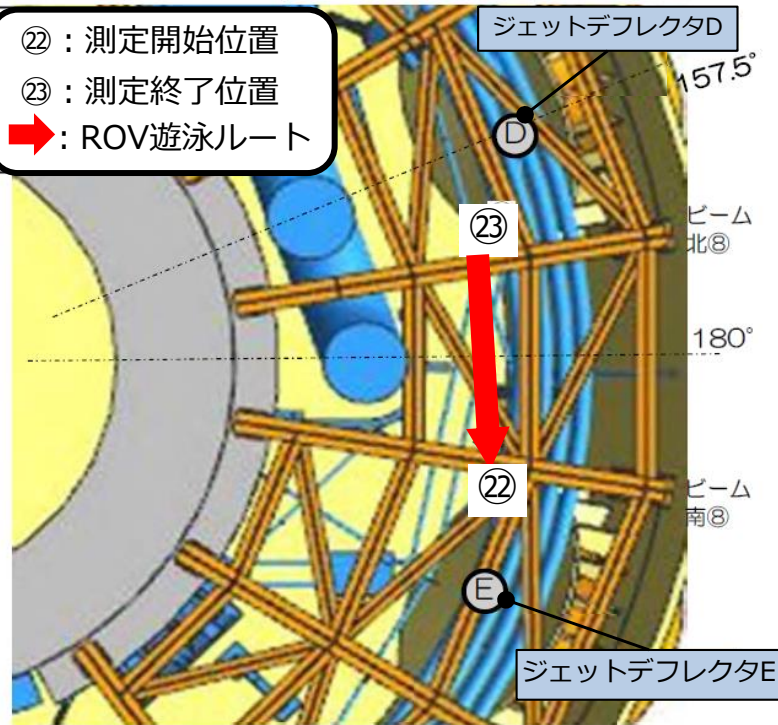 ㉒：測定開始位置
㉓：測定終了位置
：ROV遊泳ルート
ジェットデフレクタD
157.5°
D
㉓
ビーム
北⑧
180°
㉒
ビーム
南⑧
E
ジェットデフレクタE